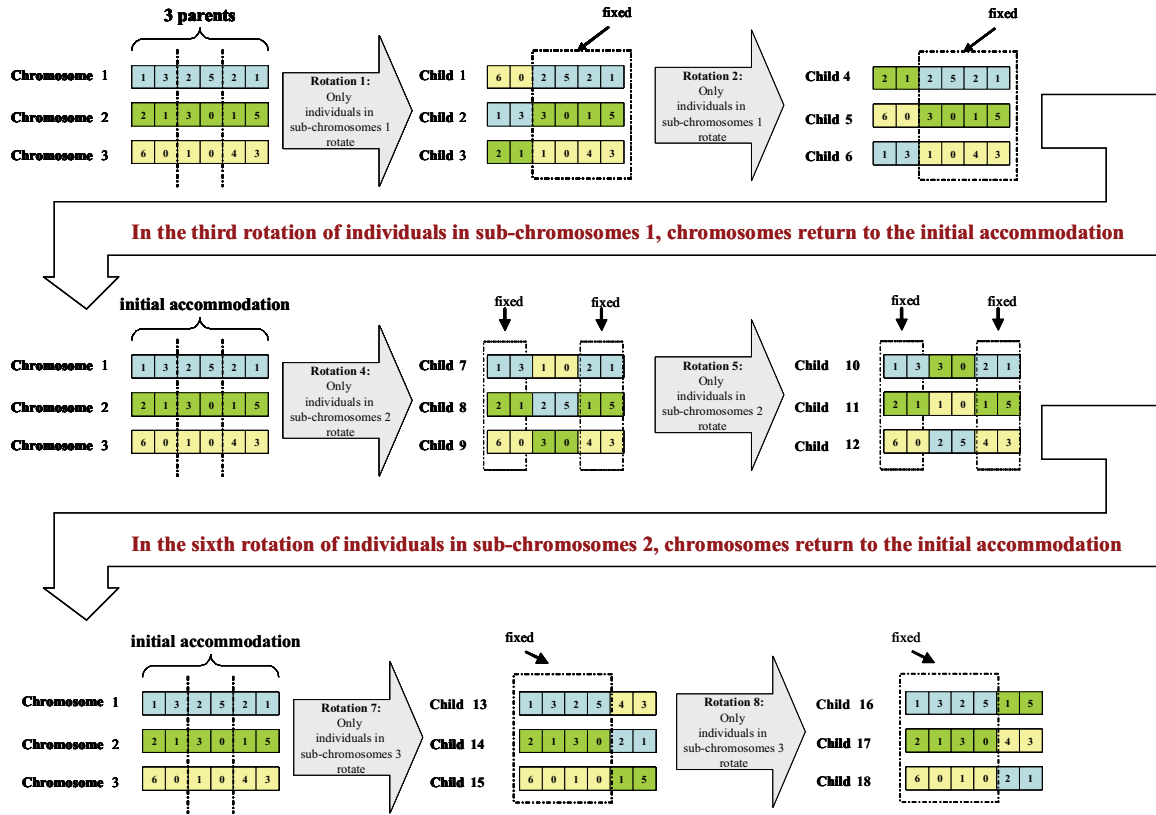 3 parents
fixed
fixed
Chromosome 1
1 3 2 5 2 1
Rotation 1:
Only
individuals in
sub-chromosomes 1
rotate
Child 1
6 0 2 5 2 1
Rotation 2:
Only
individuals in
sub-chromosomes 1
rotate
Child 4
2 1 2 5 2 1
Chromosome 2
2 1 3 0 1 5
Child 2
1 3 3 0 1 5
Child 5
6 0 3 0 1 5
Chromosome 3
6 0 1 0 4 3
Child 3
2 1 1 0 4 3
Child 6
1 3 1 0 4 3
In the third rotation of individuals in sub-chromosomes 1, chromosomes return to the initial accommodation
initial accommodation
fixed
fixed
fixed
fixed
Chromosome 1
1 3 2 5 2 1
Rotation 4:
Only
individuals in
sub-chromosomes 2
rotate
Child 7
1 3 1 0 2 1
Rotation 5:
Only
individuals in
sub-chromosomes 2
rotate
Child 10
1 3 3 0 2 1
Chromosome 2
2 1 3 0 1 5
Child 8
2 1 2 5 1 5
Child 11
2 1 1 0 1 5
Chromosome 3
6 0 1 0 4 3
Child 9
6 0 3 0 4 3
Child 12
6 0 2 5 4 3
In the sixth rotation of individuals in sub-chromosomes 2, chromosomes return to the initial accommodation
initial accommodation
fixed
fixed
Chromosome 1
1 3 2 5 2 1
Rotation 7:
Only
individuals in
sub-chromosomes 3
rotate
Child 13
1 3 2 5 4 3
Rotation 8:
Only
individuals in
sub-chromosomes 3
rotate
Child 16
1 3 2 5 1 5
Chromosome 2
2 1 3 0 1 5
Child 14
2 1 3 0 2 1
Child 17
2 1 3 0 4 3
Chromosome 3
6 0 1 0 4 3
Child 15
6 0 1 0 1 5
Child 18
6 0 1 0 2 1